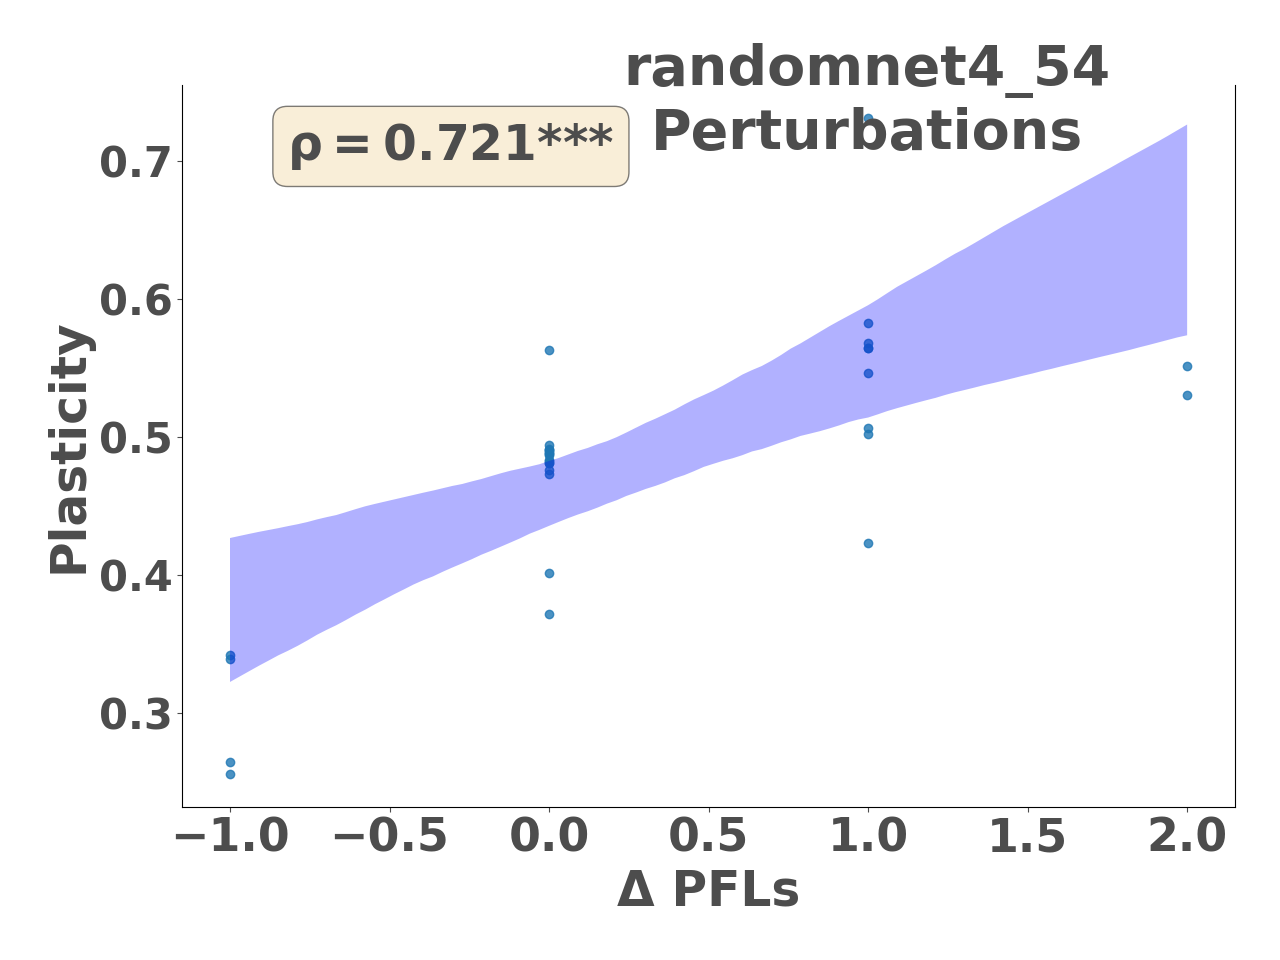 randomnet4_54
Perturbations
ρ = 0.721***
Plasticity
0.7
0.6
0.5
0.4
0.3
−1.0 −0.5 0.0 0.5 1.0 1.5 2.0
Δ PFLs